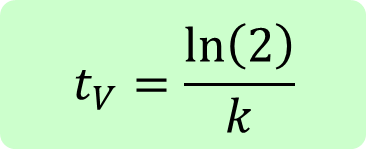 t_V = ln(2) / k